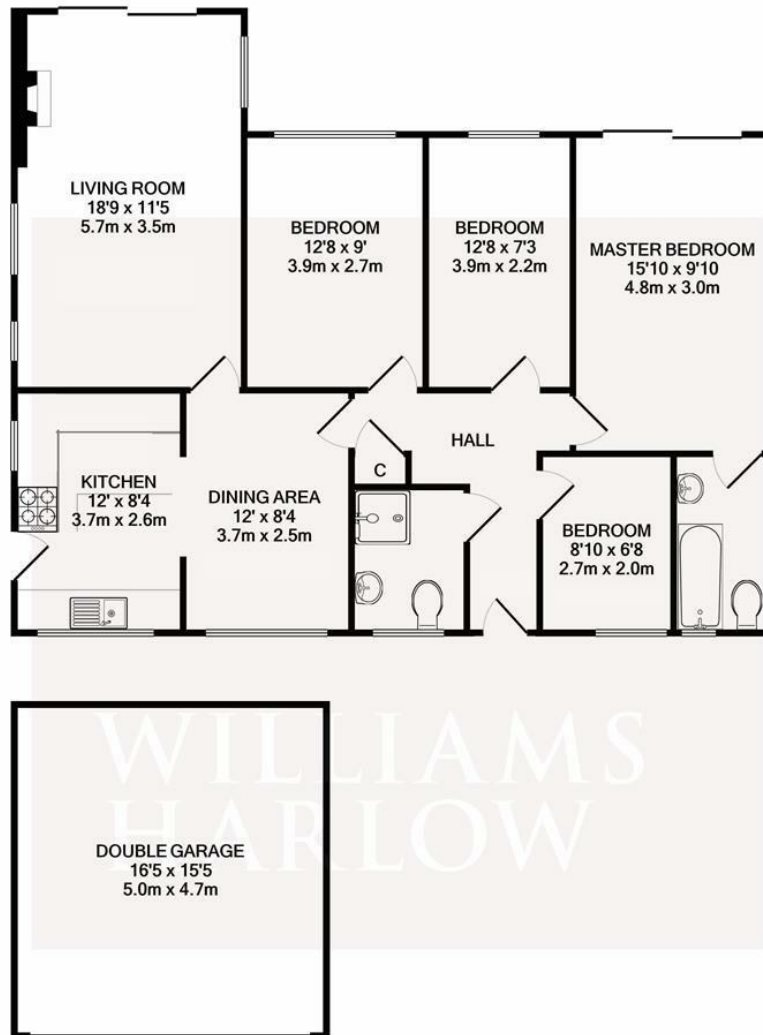 LIVING ROOM
18'9 x 11'5
5.7m x 3.5m
BEDROOM
12'8 x 9'
3.9m x 2.7m
BEDROOM
12'8 x 7'3
3.9m x 2.2m
MASTER BEDROOM
15'10 x 9'10
4.8m x 3.0m
HALL
C
KITCHEN
12' x 8'4
3.7m x 2.6m
DINING AREA
12' x 8'4
3.7m x 2.5m
BEDROOM
8'10 x 6'8
2.7m x 2.0m
WILLIAMS
HARLOW
DOUBLE GARAGE
16'5 x 15'5
5.0m x 4.7m